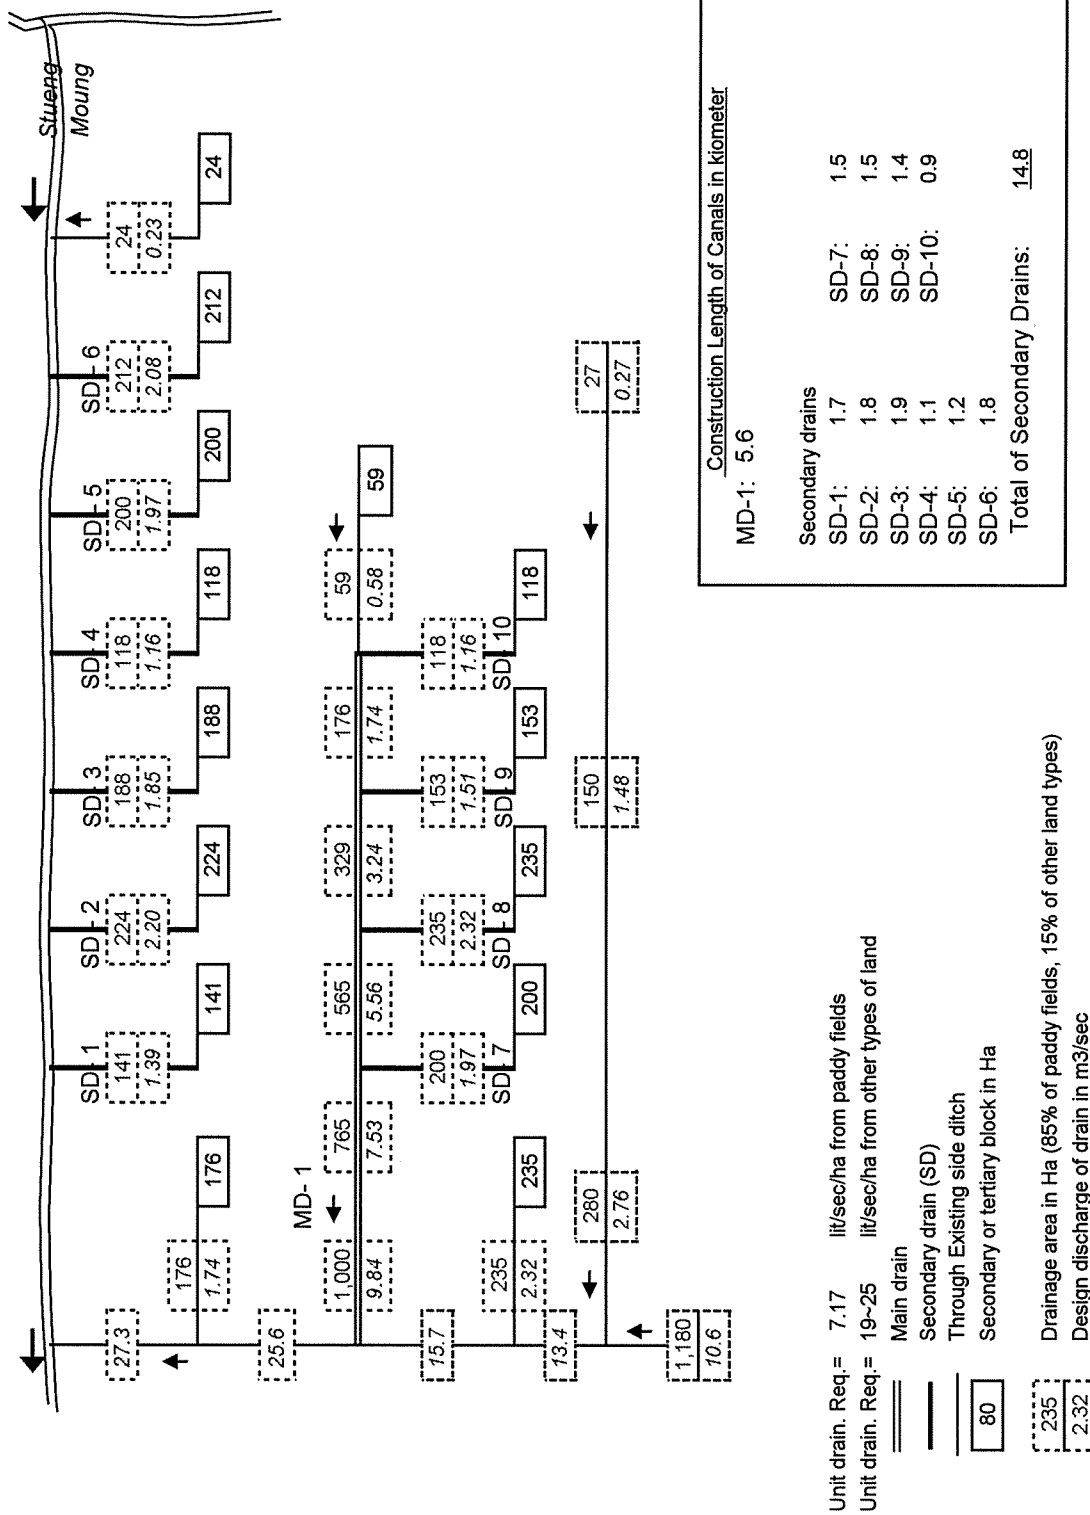 Stueng
Moung
SD - 1
SD - 2
SD - 3
SD - 4
SD - 5
SD - 6
27.3
141
1.39
224
2.20
188
1.85
118
1.16
200
1.97
212
2.08
24
0.23
176
1.74
176
141
224
188
118
200
212
24
25.6
MD- 1
1,000
9.84
765
7.53
565
5.56
329
3.24
176
1.74
59
0.58
59
15.7
235
2.32
235
200
1.97
SD - 7
200
235
2.32
SD - 8
235
153
1.51
SD - 9
153
118
1.16
SD - 10
118
13.4
280
2.76
150
1.48
27
0.27
1,180
10.6
Unit drain. Req.= 7.17 lit/sec/ha from paddy fields
Unit drain. Req.= 19~25 lit/sec/ha from other types of land
Main drain
Secondary drain (SD)
Through Existing side ditch
80 Secondary or tertiary block in Ha
235 Drainage area in Ha (85% of paddy fields, 15% of other land types)
2.32 Design discharge of drain in m3/sec
Construction Length of Canals in kiometer
MD-1: 5.6
Secondary drains
SD-1: 1.7 SD-7: 1.5
SD-2: 1.8 SD-8: 1.5
SD-3: 1.9 SD-9: 1.4
SD-4: 1.1 SD-10: 0.9
SD-5: 1.2
SD-6: 1.8
Total of Secondary Drains: 14.8